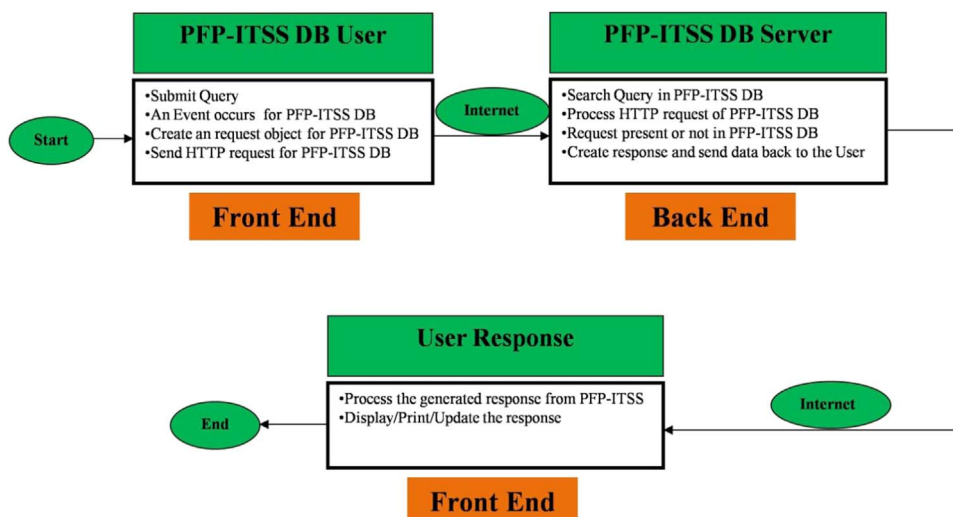 PFP-ITSS DB User
PFP-ITSS DB Server
Start
•Submit Query
•An Event occurs for PFP-ITSS DB
•Create an request object for PFP-ITSS DB
•Send HTTP request for PFP-ITSS DB
Internet
•Search Query in PFP-ITSS DB
•Process HTTP request of PFP-ITSS DB
•Request present or not in PFP-ITSS DB
•Create response and send data back to the User
Front End
Back End
User Response
•Process the generated response from PFP-ITSS
•Display/Print/Update the response
Internet
End
Front End